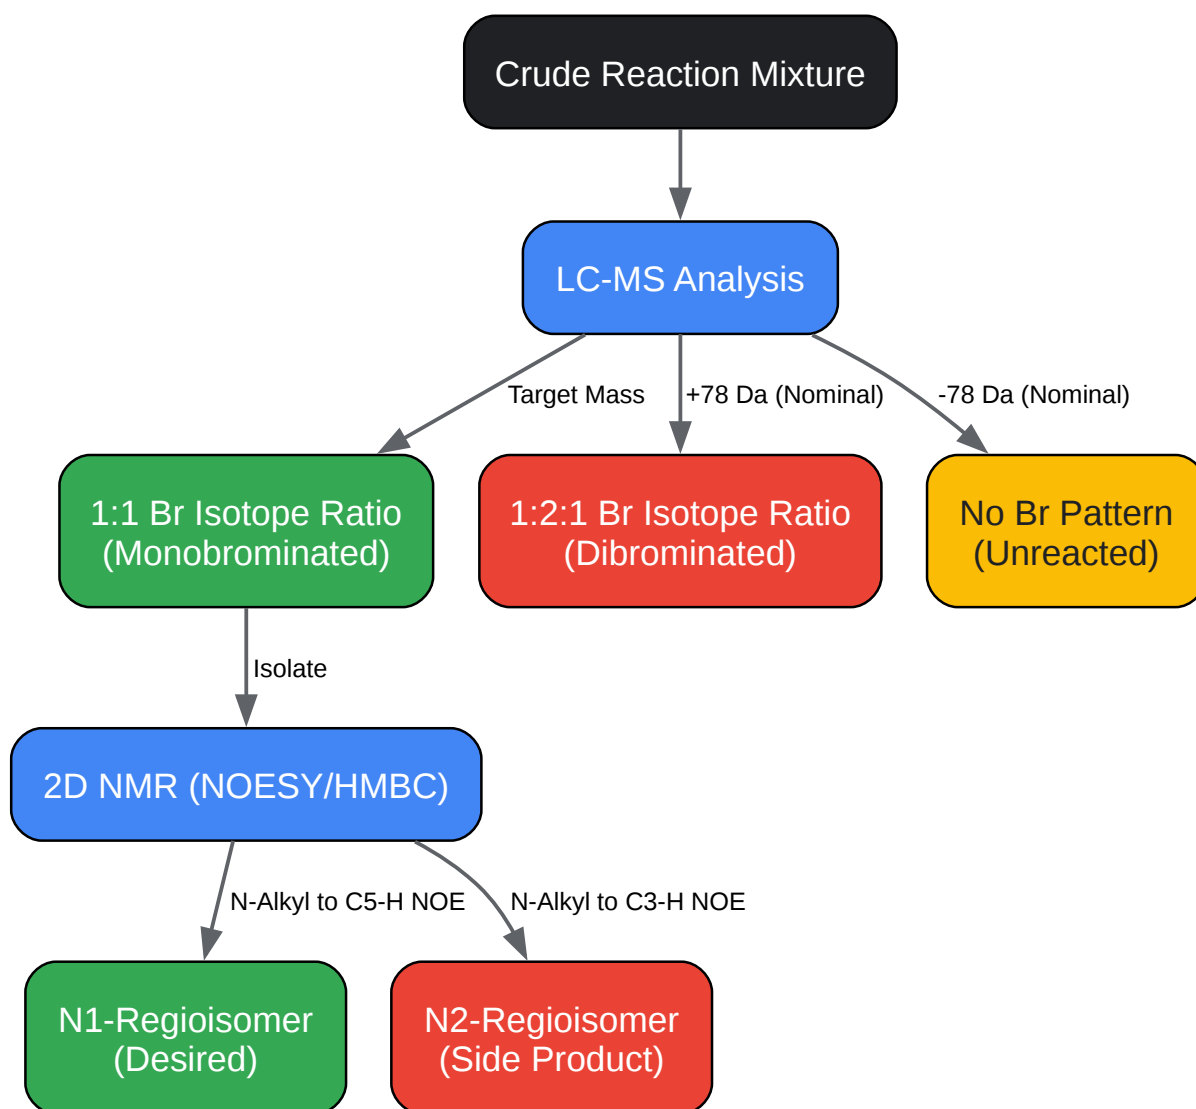 Crude Reaction Mixture
LC-MS Analysis
Target Mass
+78 Da (Nominal)
-78 Da (Nominal)
1:1 Br Isotope Ratio
(Monobrominated)
1:2:1 Br Isotope Ratio
(Dibrominated)
No Br Pattern
(Unreacted)
Isolate
2D NMR (NOESY/HMBC)
N-Alkyl to C5-H NOE
N-Alkyl to C3-H NOE
N1-Regioisomer
(Desired)
N2-Regioisomer
(Side Product)